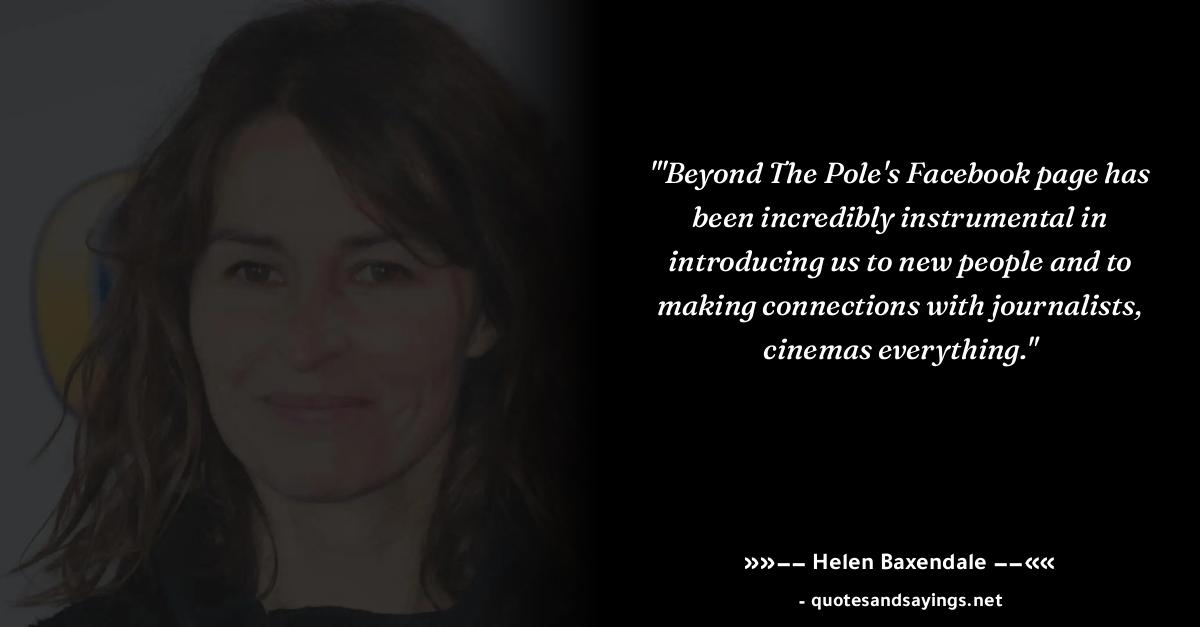 "'Beyond The Pole's Facebook page has
been incredibly instrumental in
introducing us to new people and to
making connections with journalists,
cinemas everything."
»»–– Helen Baxendale ––««
- quotesandsayings.net